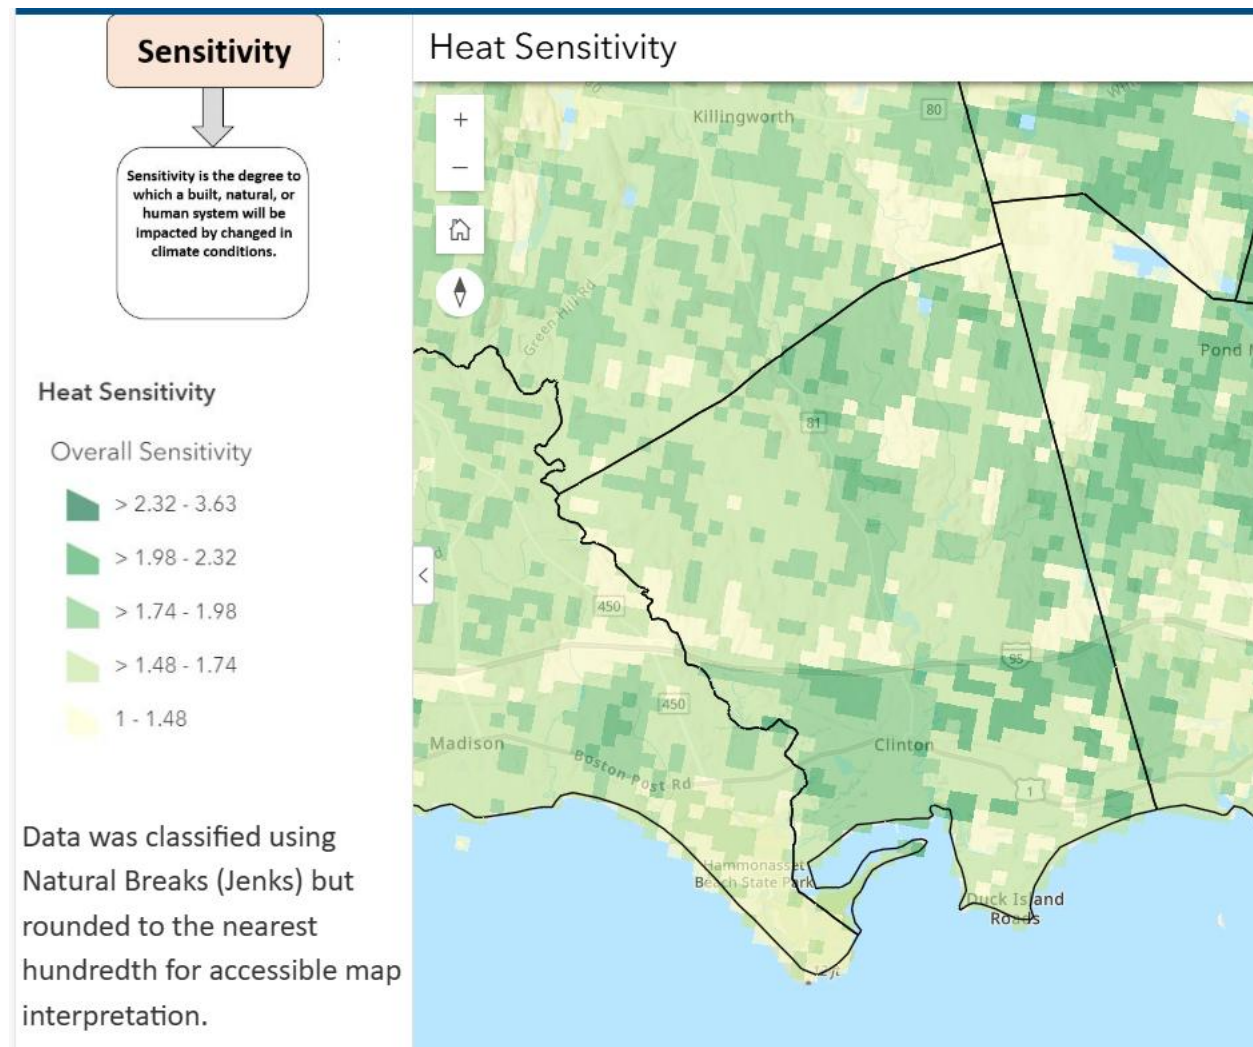 Sensitivity
Sensitivity is the degree to
which a built, natural, or
human system will be
impacted by changed in
climate conditions.
Heat Sensitivity
Overall Sensitivity
> 2.32 - 3.63
> 1.98 - 2.32
> 1.74 - 1.98
> 1.48 - 1.74
1 - 1.48
Data was classified using
Natural Breaks (Jenks) but
rounded to the nearest
hundredth for accessible map
interpretation.
Heat Sensitivity
+
−
Killingworth
80
80
Green Hill Rd
Pond
81
450
95
450
Madison
Clinton
Boston Post Rd
1
Hammonasset
Beach State Park
Duck Island
Roads